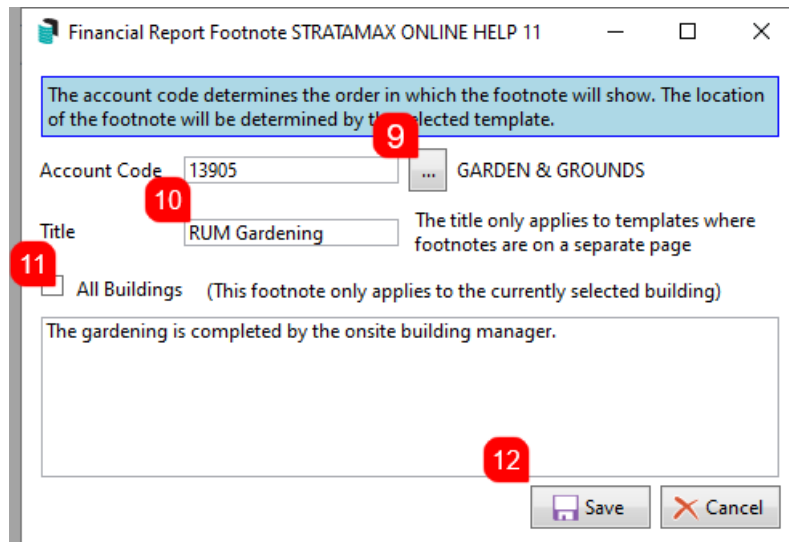 Financial Report Footnote STRATAMAX ONLINE HELP 11
The account code determines the order in which the footnote will show. The location
of the footnote will be determined by the selected template.
9
Account Code 13905 ... GARDEN & GROUNDS
10
Title RUM Gardening The title only applies to templates where
footnotes are on a separate page
11
All Buildings (This footnote only applies to the currently selected building)
The gardening is completed by the onsite building manager.
12
Save Cancel